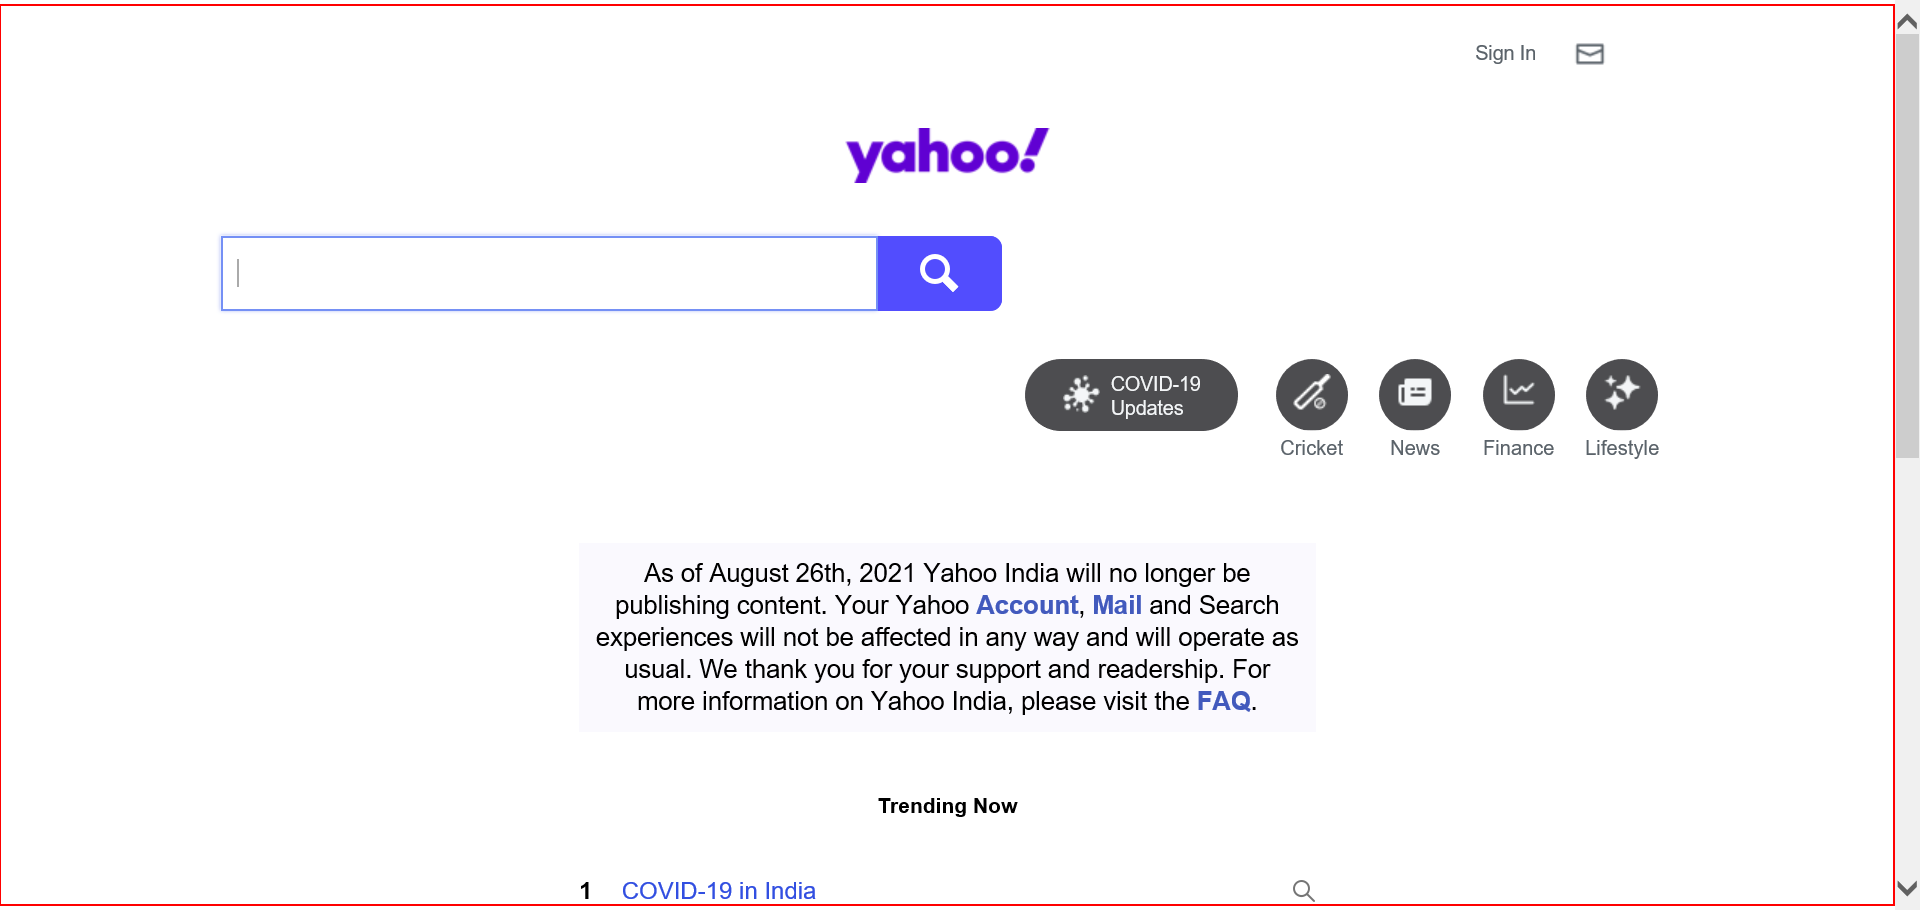 Sign In
yahoo!
COVID-19
Updates
Cricket
News
Finance
Lifestyle
As of August 26th, 2021 Yahoo India will no longer be
publishing content. Your Yahoo Account, Mail and Search
experiences will not be affected in any way and will operate as
usual. We thank you for your support and readership. For
more information on Yahoo India, please visit the FAQ.
Trending Now
1 COVID-19 in India